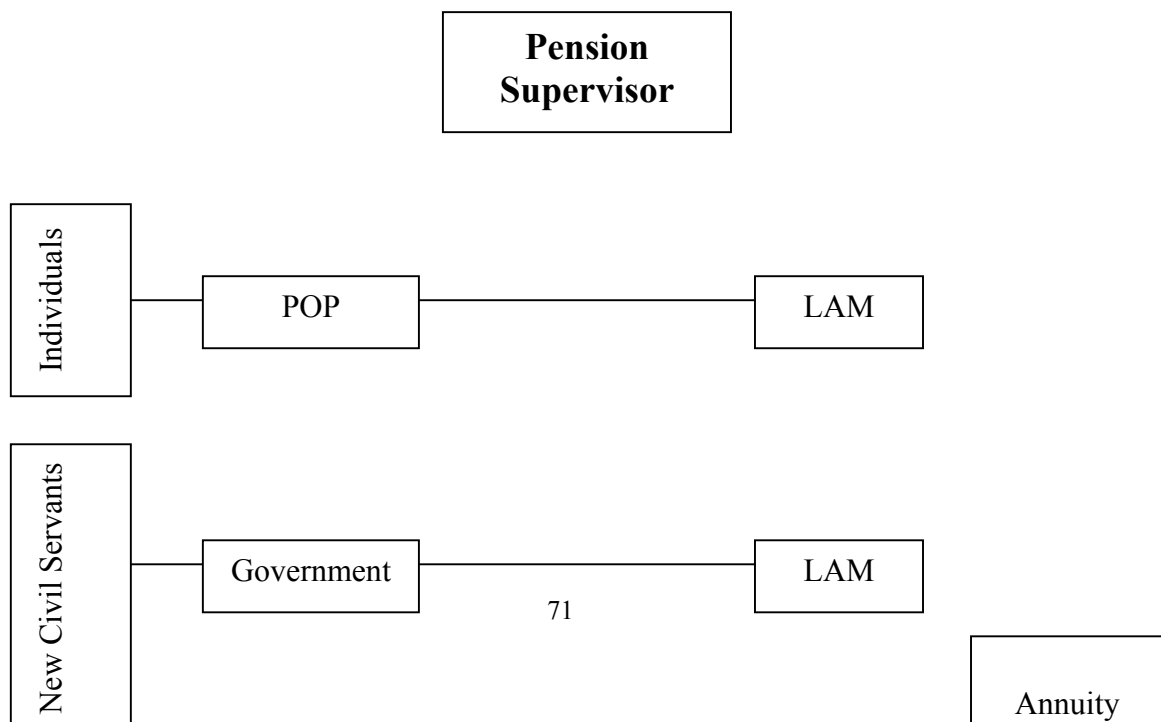 Pension
Supervisor
Individuals
POP
LAM
New Civil Servants
Government
LAM
71
Annuity